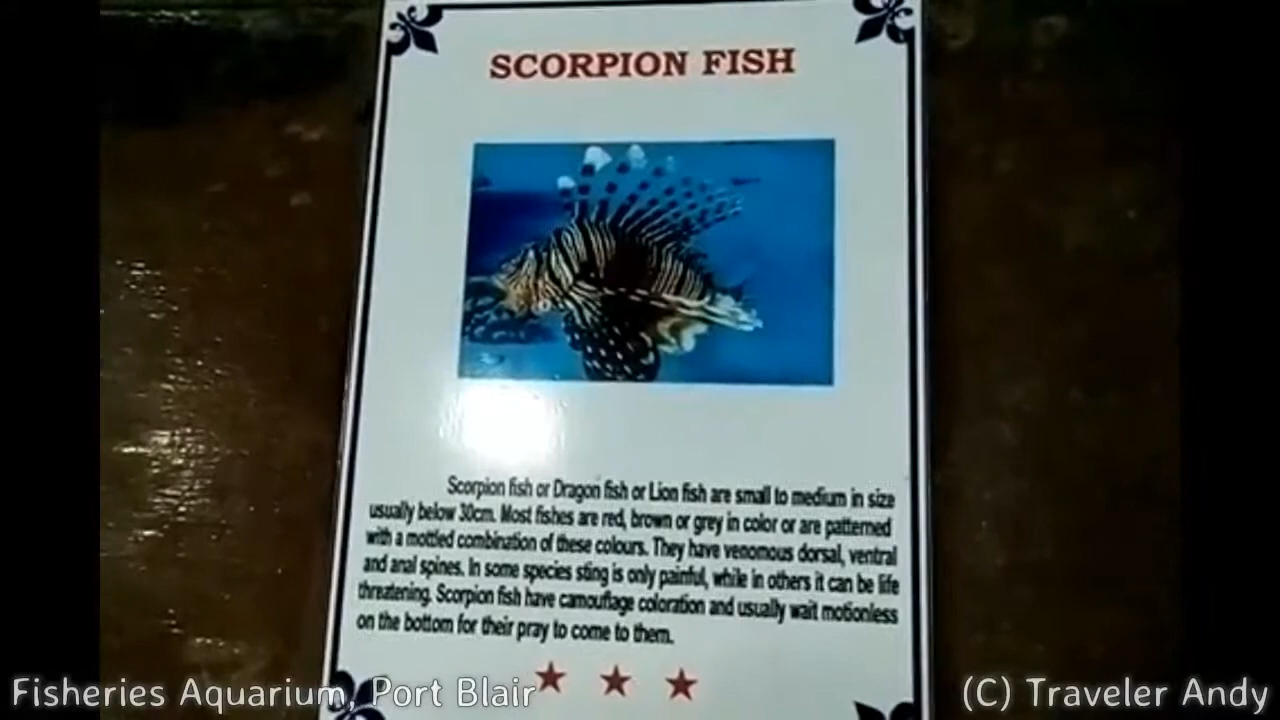 SCORPION FISH
Scorpion fish or Dragon fish or Lion fish are small to medium in size
usually below 30cm. Most fishes are red, brown or grey in color or are patterned
with a mottled combination of these colours. They have venomous dorsal, ventral
and anal spines. In some species sting is only painful, while in others it can be life
threatening. Scorpion fish have camouflage coloration and usually wait motionless
on the bottom for their pray to come to them.
Fisheries Aquarium, Port Blair
(C) Traveler Andy